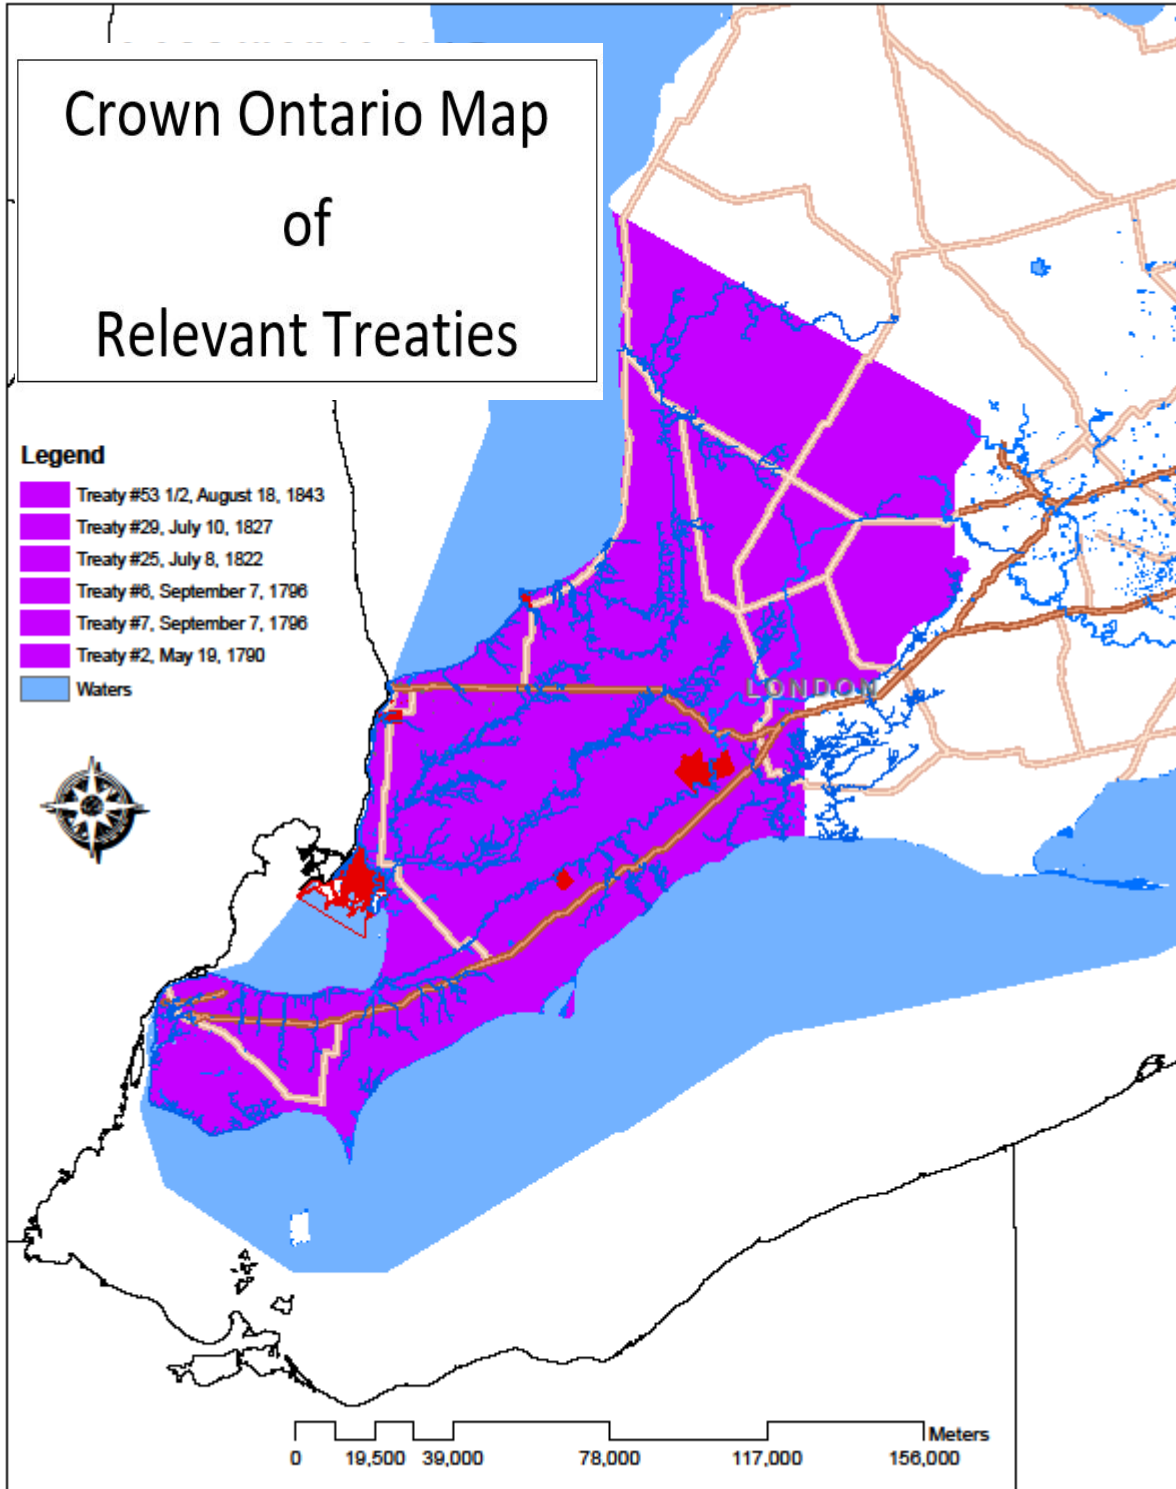 Crown Ontario Map
of
Relevant Treaties
Legend
Treaty #53 1/2, August 18, 1843
Treaty #29, July 10, 1827
Treaty #25, July 8, 1822
Treaty #6, September 7, 1796
Treaty #7, September 7, 1796
Treaty #2, May 19, 1790
Waters
LONDON
Meters
0 19,500 39,000 78,000 117,000 156,000